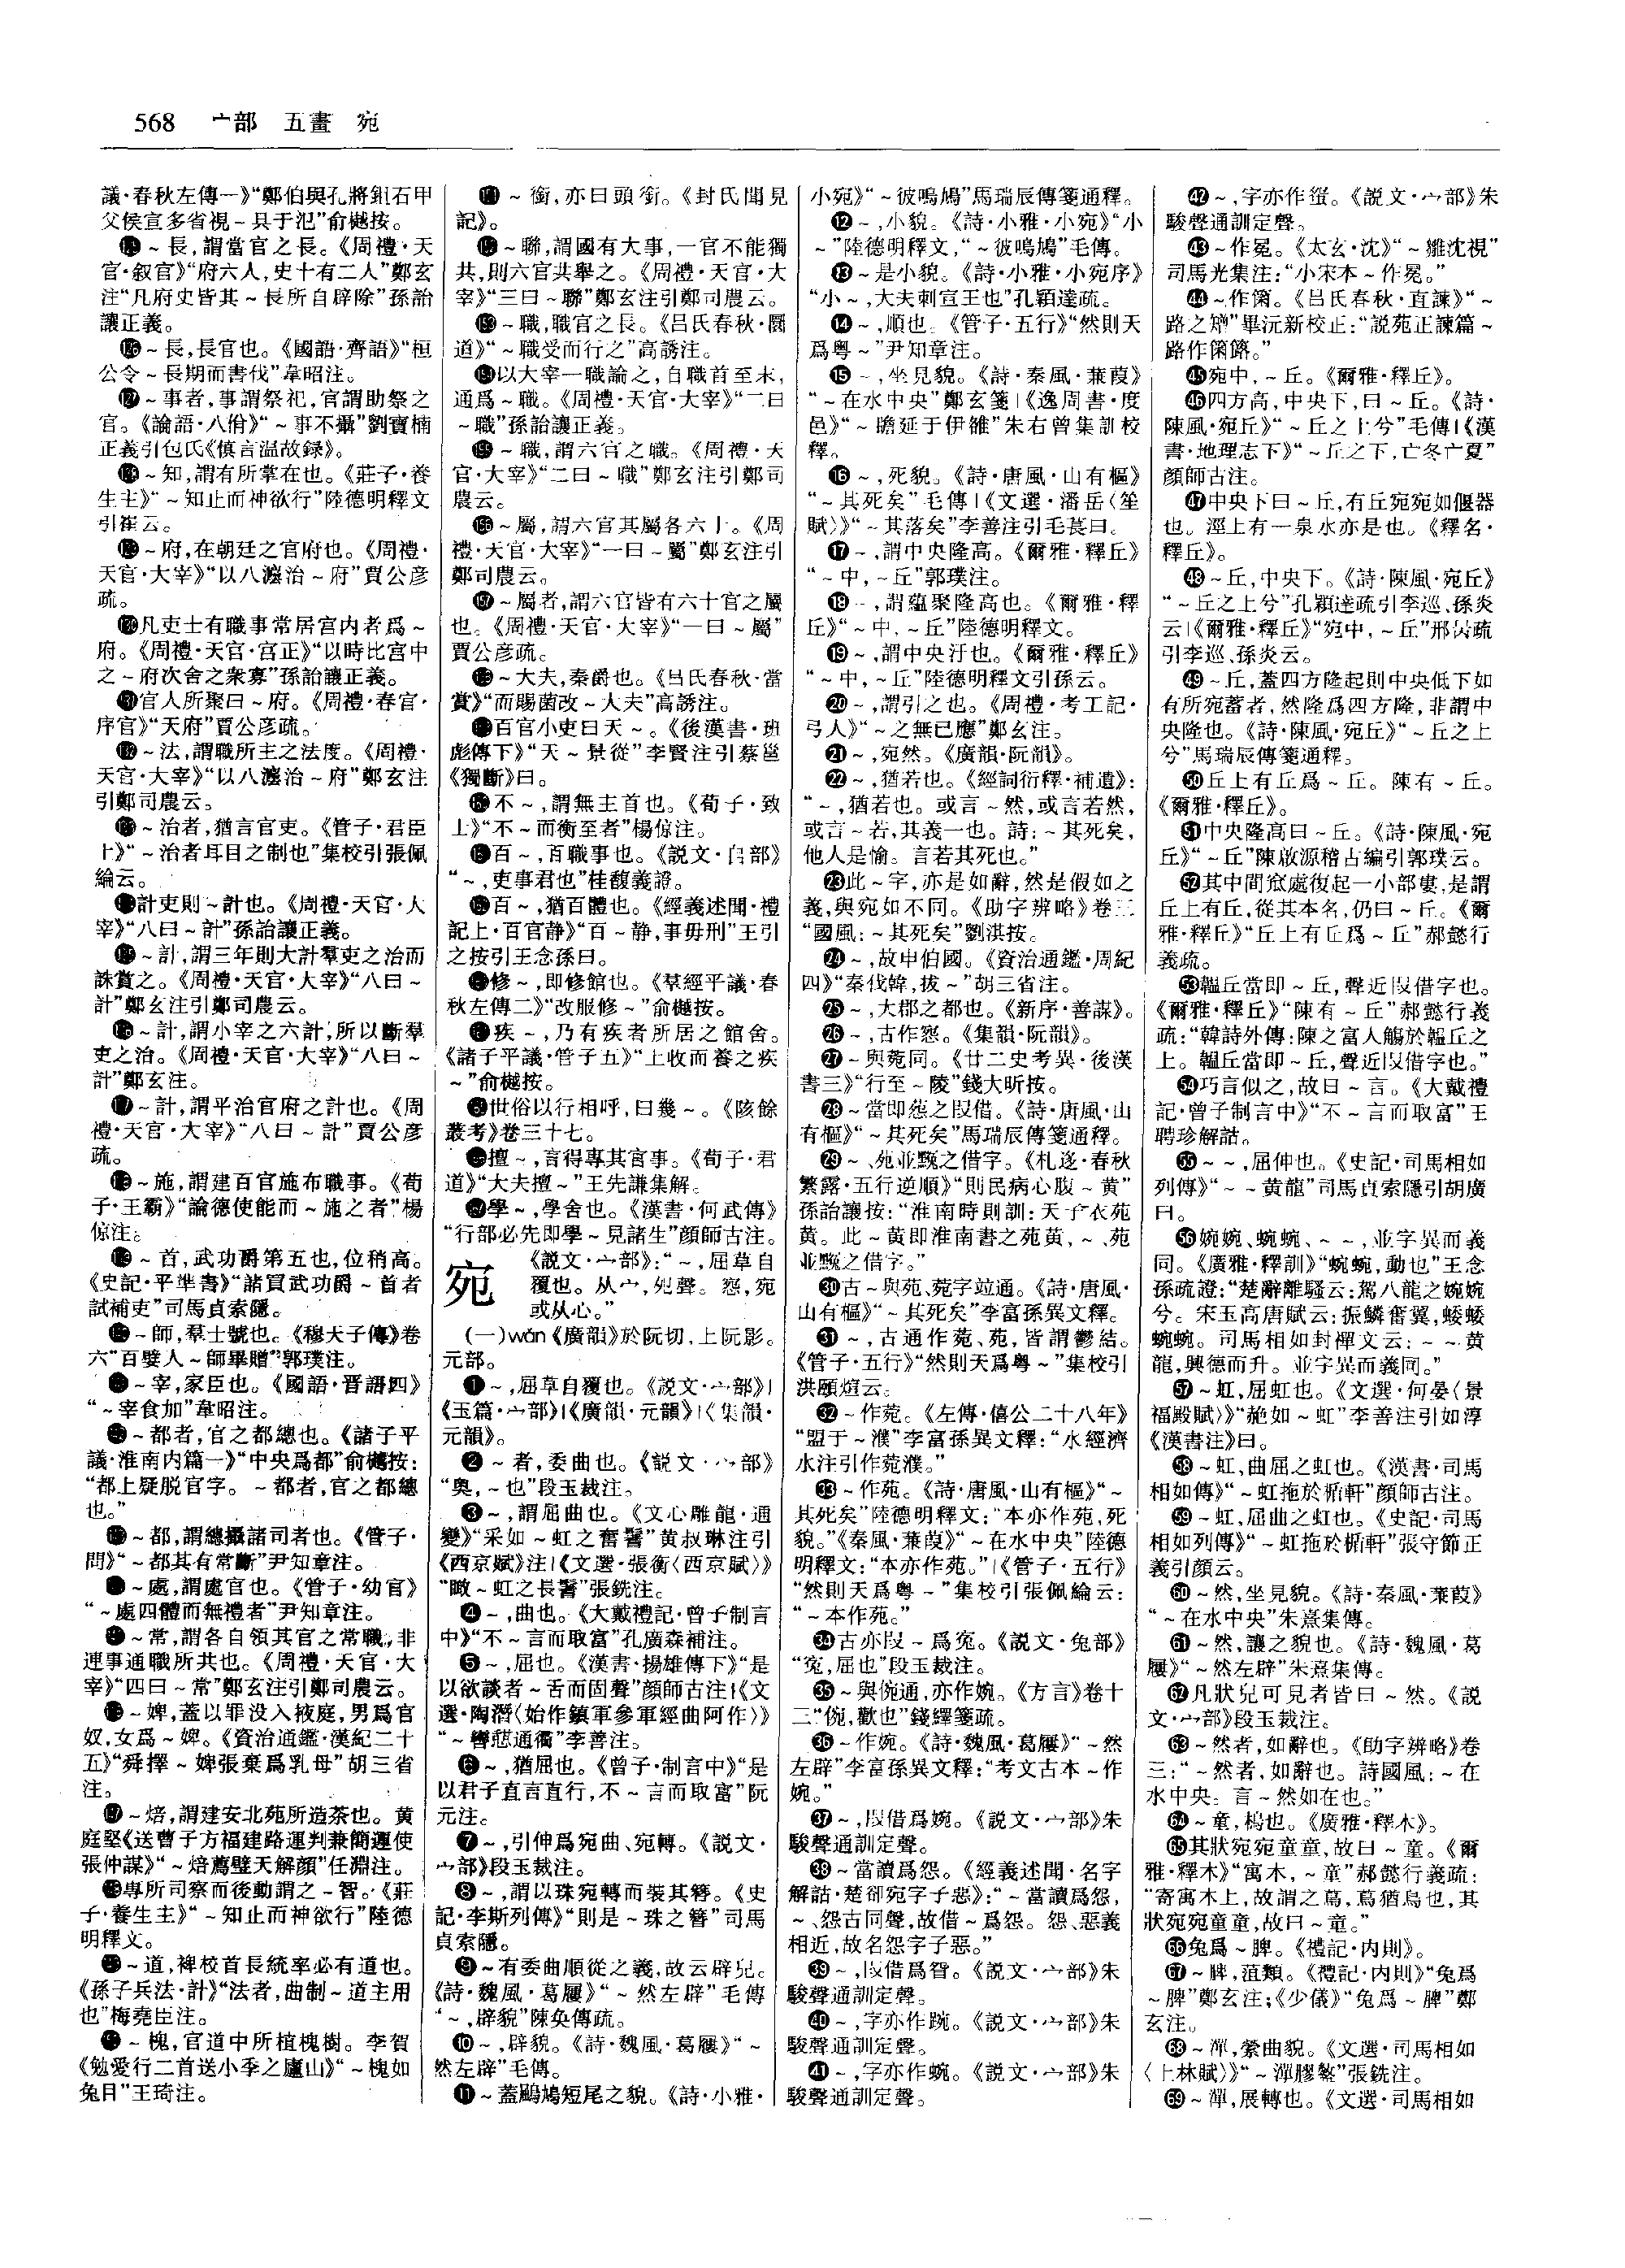 568　宀部　五畫　宛
議·春秋左傳一》“鄭伯與孔將鉏石甲
父侯宣多省視～具于氾”俞樾按。
～長，謂當官之長。《周禮·天
官·叙官》“府六人，史十有二人”鄭玄
注“凡府史皆其～長所自辟除”孫詒
讓正義。
～長，長官也。《國語·齊語》“桓
公令～長期而書伐”韋昭注。
～事者，事謂祭祀，官謂助祭之
官。《論語·八佾》“～事不攝”劉寶楠
正義引包氏《慎言温故録》。
～知，謂有所掌在也。《莊子·養
生主》“～知止而神欲行”陸德明釋文
引崔云。
～府，在朝廷之官府也。《周禮·
天官·大宰》“以八灋治～府”賈公彦
疏。
凡吏士有職事常居宫内者爲～
府。《周禮·天官·宫正》“以時比宫中
之～府次舍之衆寡”孫詒讓正義。
官人所聚曰～府。《周禮·春官·
序官》“天府”賈公彦疏。
～法，謂職所主之法度。《周禮·
天官·大宰》“以八灋治～府”鄭玄注
引鄭司農云。
～治者，猶言官吏。《管子·君臣
上》“～治者耳目之制也”集校引張佩
綸云。
計吏則～計也。《周禮·天官·大
宰》“八曰～計”孫詒讓正義。
～計，謂三年則大計羣吏之治而
誅賞之。《周禮·天官·大宰》“八曰～
計”鄭玄注引鄭司農云。
～計，謂小宰之六計，所以斷羣
吏之治。《周禮·天官·大宰》“八曰～
計”鄭玄注。
～計，謂平治官府之計也。《周
禮·天官·大宰》“八曰～計”賈公彦
疏。
～施，謂建百官施布職事。《荀
子·王霸》“論德使能而～施之者”楊
倞注。
～首，武功爵第五也，位稍高。
《史記·平準書》“諸買武功爵～首者
試補吏”司馬貞索隱。
～師，羣士號也。《穆天子傳》卷
六“百嬖人～師畢贈”郭璞注。
～宰，家臣也。《國語·晋語四》
“～宰食加”韋昭注。
～都者，官之都總也。《諸子平
議·淮南内篇一》“中央爲都”俞樾按：
“都上疑脱官字。～都者，官之都總
也。”
～都，謂總攝諸司者也。《管子·
問》“～都其有常斷”尹知章注。
～處，謂處官也。《管子·幼官》
“～處四體而無禮者”尹知章注。
～常，謂各自領其官之常職，非
連事通職所共也。《周禮·天官·大
宰》“四曰～常”鄭玄注引鄭司農云。
～婢，蓋以罪没入掖庭，男爲官
奴，女爲～婢。《資治通鑑·漢紀二十
五》“舜擇～婢張棄爲乳母”胡三省
注。
～焙，謂建安北苑所造茶也。黄
庭堅《送曹子方福建路運判兼簡運使
張仲謀》“～焙薦璧天解顔”任淵注。
專所司察而後動謂之～智。《莊
子·養生主》“～知止而神欲行”陸德
明釋文。
～道，裨校首長統率必有道也。
《孫子兵法·計》“法者，曲制～道主用
也”梅堯臣注。
～槐，官道中所植槐樹。李賀
《勉愛行二首送小季之廬山》“～槐如
兔目”王琦注。
～銜，亦曰頭銜。《封氏聞見
記》。
～聯，謂國有大事，一官不能獨
共，則六官共舉之。《周禮·天官·大
宰》“三曰～聯”鄭玄注引鄭司農云。
～職，職官之長。《吕氏春秋·圜
道》“～職受而行之”高誘注。
以大宰一職論之，自職首至末，
通爲～職。《周禮·天官·大宰》“二曰
～職”孫詒讓正義。
～職，謂六官之職。《周禮·天
官·大宰》“二曰～職”鄭玄注引鄭司
農云。
～屬，謂六官其屬各六十。《周
禮·天官·大宰》“一曰～屬”鄭玄注引
鄭司農云。
～屬者，謂六官皆有六十官之屬
也。《周禮·天官·大宰》“一曰～屬”
賈公彦疏。
～大夫，秦爵也。《吕氏春秋·當
賞》“而賜菌改～大夫”高誘注。
百官小吏曰天～。《後漢書·班
彪傳下》“天～景從”李賢注引蔡邕
《獨斷》曰。
不～，謂無主首也。《荀子·致
士》“不～而衡至者”楊倞注。
百～，百職事也。《説文·𠂤部》
“～，吏事君也”桂馥義證。
百～，猶百體也。《經義述聞·禮
記上·百官静》“百～静，事毋刑”王引
之按引王念孫曰。
修～，即修館也。《羣經平議·春
秋左傳二》“改服修～”俞樾按。
疾～，乃有疾者所居之館舍。
《諸子平議·管子五》“上收而養之疾
～”俞樾按。
世俗以行相呼，曰幾～。《陔餘
叢考》卷三十七。
擅～，言得專其官事。《荀子·君
道》“大夫擅～”王先謙集解。
學～，學舍也。《漢書·何武傳》
“行部必先即學～見諸生”顔師古注。
宛
《説文·宀部》：“～，屈草自
覆也。从宀，夗聲。惌，宛
或从心。”
(一)wǎn《廣韻》於阮切，上阮影。
元部。
❶～，屈草自覆也。《説文·宀部》|
《玉篇·宀部》|《廣韻·元韻》|《集韻·
元韻》。
❷～者，委曲也。《説文·宀部》
“奥，～也”段玉裁注。
❸～，謂屈曲也。《文心雕龍·通
變》“采如～虹之奮鬐”黄叔琳注引
《西京賦》注|《文選·張衡〈西京賦〉》
“瞰～虹之長鬐”張銑注。
❹～，曲也。《大戴禮記·曾子制言
中》“不～言而取富”孔廣森補注。
❺～，屈也。《漢書·揚雄傳下》“是
以欲談者～舌而固聲”顔師古注|《文
選·陶潛〈始作鎮軍參軍經曲阿作〉》
“～轡憇通衢”李善注。
❻～，猶屈也。《曾子·制言中》“是
以君子直言直行，不～言而取富”阮
元注。
❼～，引伸爲宛曲、宛轉。《説文·
宀部》段玉裁注。
❽～，謂以珠宛轉而裝其簪。《史
記·李斯列傳》“則是～珠之簪”司馬
貞索隱。
❾～有委曲順從之義，故云辟皃。
《詩·魏風·葛屨》“～然左辟”毛傳
“～，辟貌”陳奂傳疏。
❿～，辟貌。《詩·魏風·葛屨》“～
然左辟”毛傳。
⓫～蓋鶌鳩短尾之貌。《詩·小雅·
小宛》“～彼鳴鳩”馬瑞辰傳箋通釋。
⓬～，小貌。《詩·小雅·小宛》“小
～”陸德明釋文，“～彼鳴鳩”毛傳。
⓭～是小貌。《詩·小雅·小宛序》
“小～，大夫刺宣王也”孔穎達疏。
⓮～，順也。《管子·五行》“然則天
爲粤～”尹知章注。
⓯～，坐見貌。《詩·秦風·蒹葭》
“～在水中央”鄭玄箋|《逸周書·度
邑》“～瞻延于伊雒”朱右曾集訓校
釋。
⓰～，死貌。《詩·唐風·山有樞》
“～其死矣”毛傳|《文選·潘岳〈笙
賦〉》“～其落矣”李善注引毛萇曰。
⓱～，謂中央隆高。《爾雅·釋丘》
“～中，～丘”郭璞注。
⓲～，謂藴聚隆高也。《爾雅·釋
丘》“～中，～丘”陸德明釋文。
⓳～，謂中央汙也。《爾雅·釋丘》
“～中，～丘”陸德明釋文引孫云。
⓴～，謂引之也。《周禮·考工記·
弓人》“～之無已應”鄭玄注。
㉑～，宛然。《廣韻·阮韻》。
㉒～，猶若也。《經詞衍釋·補遺》：
“～，猶若也。或言～然，或言若然，
或言～若，其義一也。詩：～其死矣，
他人是愉。言若其死也。”
㉓此～字，亦是如辭，然是假如之
義，與宛如不同。《助字辨略》卷三
“國風：～其死矣”劉淇按。
㉔～，故申伯國。《資治通鑑·周紀
四》“秦伐韓，拔～”胡三省注。
㉕～，大郡之都也。《新序·善謀》。
㉖～，古作惌。《集韻·阮韻》。
㉗～與菀同。《廿二史考異·後漢
書三》“行至～陵”錢大昕按。
㉘～當即苑之叚借。《詩·唐風·山
有樞》“～其死矣”馬瑞辰傳箋通釋。
㉙～、苑並黦之借字。《札迻·春秋
繁露·五行逆順》“則民病心腹～黄”
孫詒讓按：“淮南時則訓：天子衣苑
黄。此～黄即淮南書之苑黄，～、苑
並黦之借字。”
㉚古～與苑、菀字竝通。《詩·唐風·
山有樞》“～其死矣”李富孫異文釋。
㉛～，古通作菀、苑，皆謂鬱結。
《管子·五行》“然則天爲粤～”集校引
洪頤煊云。
㉜～作菀。《左傳·僖公二十八年》
“盟于～濮”李富孫異文釋：“水經濟
水注引作菀濮。”
㉝～作苑。《詩·唐風·山有樞》“～
其死矣”陸德明釋文：“本亦作苑，死
貌。”《秦風·蒹葭》“～在水中央”陸德
明釋文：“本亦作苑。”|《管子·五行》
“然則天爲粤～”集校引張佩綸云：
“～本作苑。”
㉞古亦叚～爲冤。《説文·兔部》
“冤，屈也”段玉裁注。
㉟～與俛通，亦作婉。《方言》卷十
三“俛，歡也”錢繹箋疏。
㊱～作婉。《詩·魏風·葛屨》“～然
左辟”李富孫異文釋：“考文古本～作
婉。”
㊲～，叚借爲婉。《説文·宀部》朱
駿聲通訓定聲。
㊳～當讀爲怨。《經義述聞·名字
解詁·楚郤宛字子惡》：“～當讀爲怨，
～、怨古同聲，故借～爲怨。怨、惡義
相近，故名怨字子惡。”
㊴～，叚借爲眢。《説文·宀部》朱
駿聲通訓定聲。
㊵～，字亦作踠。《説文·宀部》朱
駿聲通訓定聲。
㊶～，字亦作蜿。《説文·宀部》朱
駿聲通訓定聲。
㊷～，字亦作䖤。《説文·宀部》朱
駿聲通訓定聲。
㊸～作冕。《太玄·沈》“～雛沈視”
司馬光集注：“小宋本～作冕。”
㊹～作箘。《吕氏春秋·直諫》“～
路之矰”畢沅新校正：“説苑正諫篇～
路作箘簬。”
㊺宛中，～丘。《爾雅·釋丘》。
㊻四方高，中央下，曰～丘。《詩·
陳風·宛丘》“～丘之上兮”毛傳|《漢
書·地理志下》“～丘之下，亡冬亡夏”
顔師古注。
㊼中央下曰～丘，有丘宛宛如偃器
也。涇上有一泉水亦是也。《釋名·
釋丘》。
㊽～丘，中央下。《詩·陳風·宛丘》
“～丘之上兮”孔穎達疏引李巡、孫炎
云|《爾雅·釋丘》“宛中，～丘”邢昺疏
引李巡、孫炎云。
㊾～丘，蓋四方隆起則中央低下如
有所宛蓄者，然隆爲四方隆，非謂中
央隆也。《詩·陳風·宛丘》“～丘之上
兮”馬瑞辰傳箋通釋。
㊿丘上有丘爲～丘。陳有～丘。
《爾雅·釋丘》。
51中央隆高曰～丘。《詩·陳風·宛
丘》“～丘”陳啟源稽古編引郭璞云。
52其中間窊處復起一小部婁，是謂
丘上有丘，從其本名，仍曰～丘。《爾
雅·釋丘》“丘上有丘爲～丘”郝懿行
義疏。
53韞丘當即～丘，聲近叚借字也。
《爾雅·釋丘》“陳有～丘”郝懿行義
疏：“韓詩外傳：陳之富人觴於韞丘之
上。韞丘當即～丘，聲近叚借字也。”
54巧言似之，故曰～言。《大戴禮
記·曾子制言中》“不～言而取富”王
聘珍解詁。
55～～，屈伸也。《史記·司馬相如
列傳》“～～黄龍”司馬貞索隱引胡廣
曰。
56婉婉、蜿蜿、～～，並字異而義
同。《廣雅·釋訓》“蜿蜿，動也”王念
孫疏證：“楚辭離騷云：駕八龍之婉婉
兮。宋玉高唐賦云：振鱗奮翼，蜲蜲
蜿蜿。司馬相如封禪文云：～～黄
龍，興德而升。並字異而義同。”
57～虹，屈虹也。《文選·何晏〈景
福殿賦〉》“赩如～虹”李善注引如淳
《漢書注》曰。
58～虹，曲屈之虹也。《漢書·司馬
相如傳》“～虹拖於楯軒”顔師古注。
59～虹，屈曲之虹也。《史記·司馬
相如列傳》“～虹拖於楯軒”張守節正
義引顔云。
60～然，坐見貌。《詩·秦風·蒹葭》
“～在水中央”朱熹集傳。
61～然，讓之貌也。《詩·魏風·葛
屨》“～然左辟”朱熹集傳。
62凡狀皃可見者皆曰～然。《説
文·宀部》段玉裁注。
63～然者，如辭也。《助字辨略》卷
三：“～然者，如辭也。詩國風：～在
水中央。言～然如在也。”
64～童，樢也。《廣雅·釋木》。
65其狀宛宛童童，故曰～童。《爾
雅·釋木》“寓木，～童”郝懿行義疏：
“寄寓木上，故謂之蔦，蔦猶鳥也，其
狀宛宛童童，故曰～童。”
66兔爲～脾。《禮記·内則》。
67～脾，菹類。《禮記·内則》“兔爲
～脾”鄭玄注；《少儀》“兔爲～脾”鄭
玄注。
68～潬，縈曲貌。《文選·司馬相如
〈上林賦〉》“～潬膠盭”張銑注。
69～潬，展轉也。《文選·司馬相如